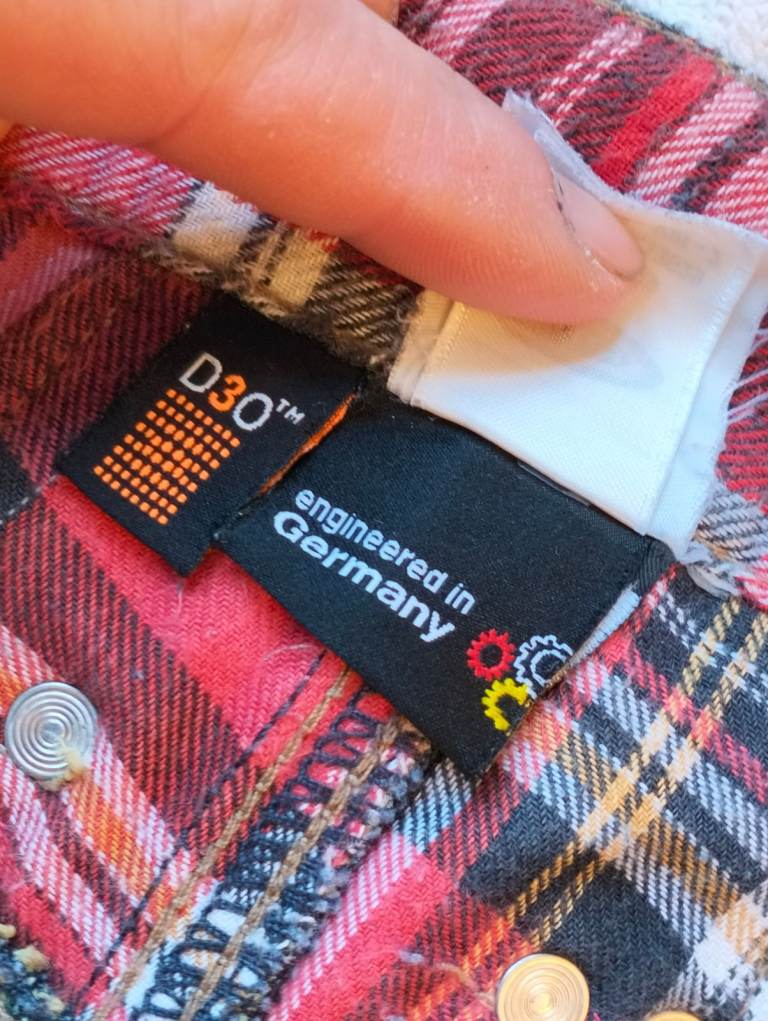 D3O™
engineered in
Germany